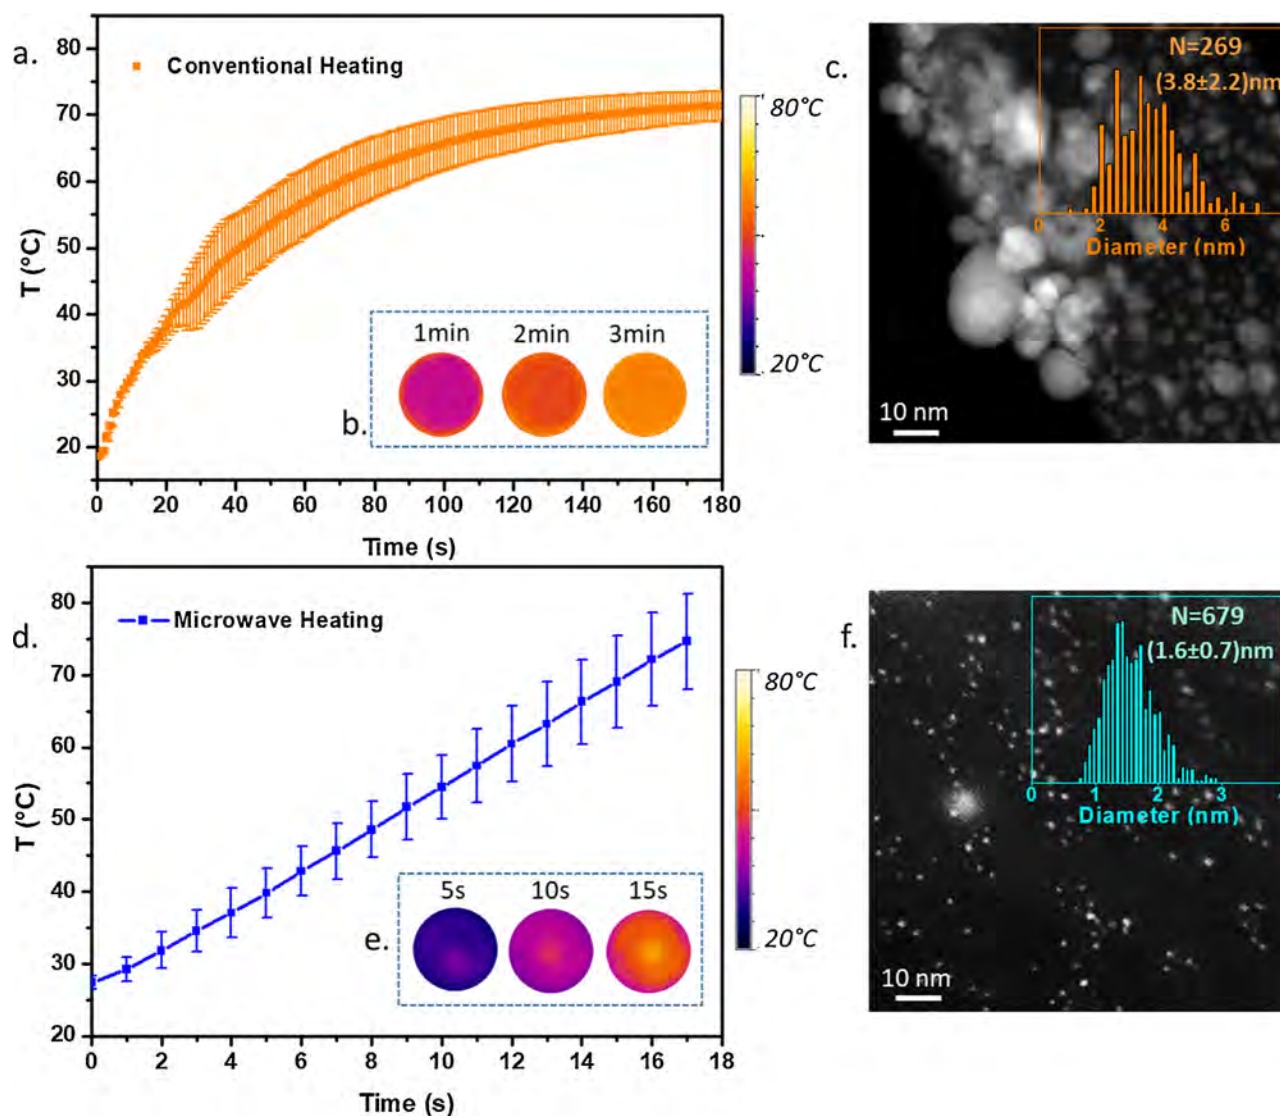 a.
80
70
60
50
40
30
20
T (°C)
Conventional Heating
1min 2min 3min
b.
0 20 40 60 80 100 120 140 160 180
Time (s)
80°C
20°C
c.
N=269
(3.8±2.2)nm
0 2 4 6
Diameter (nm)
10 nm
d.
80
70
60
50
40
30
20
T (°C)
Microwave Heating
5s 10s 15s
e.
0 2 4 6 8 10 12 14 16 18
Time (s)
80°C
20°C
f.
N=679
(1.6±0.7)nm
0 1 2 3
Diameter (nm)
10 nm